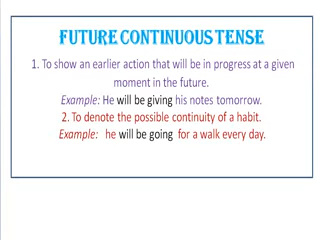 FUTURE CONTINUOUS TENSE
1. To show an earlier action that will be in progress at a given
moment in the future.
Example: He will be giving his notes tomorrow.
2. To denote the possible continuity of a habit.
Example: he will be going for a walk every day.